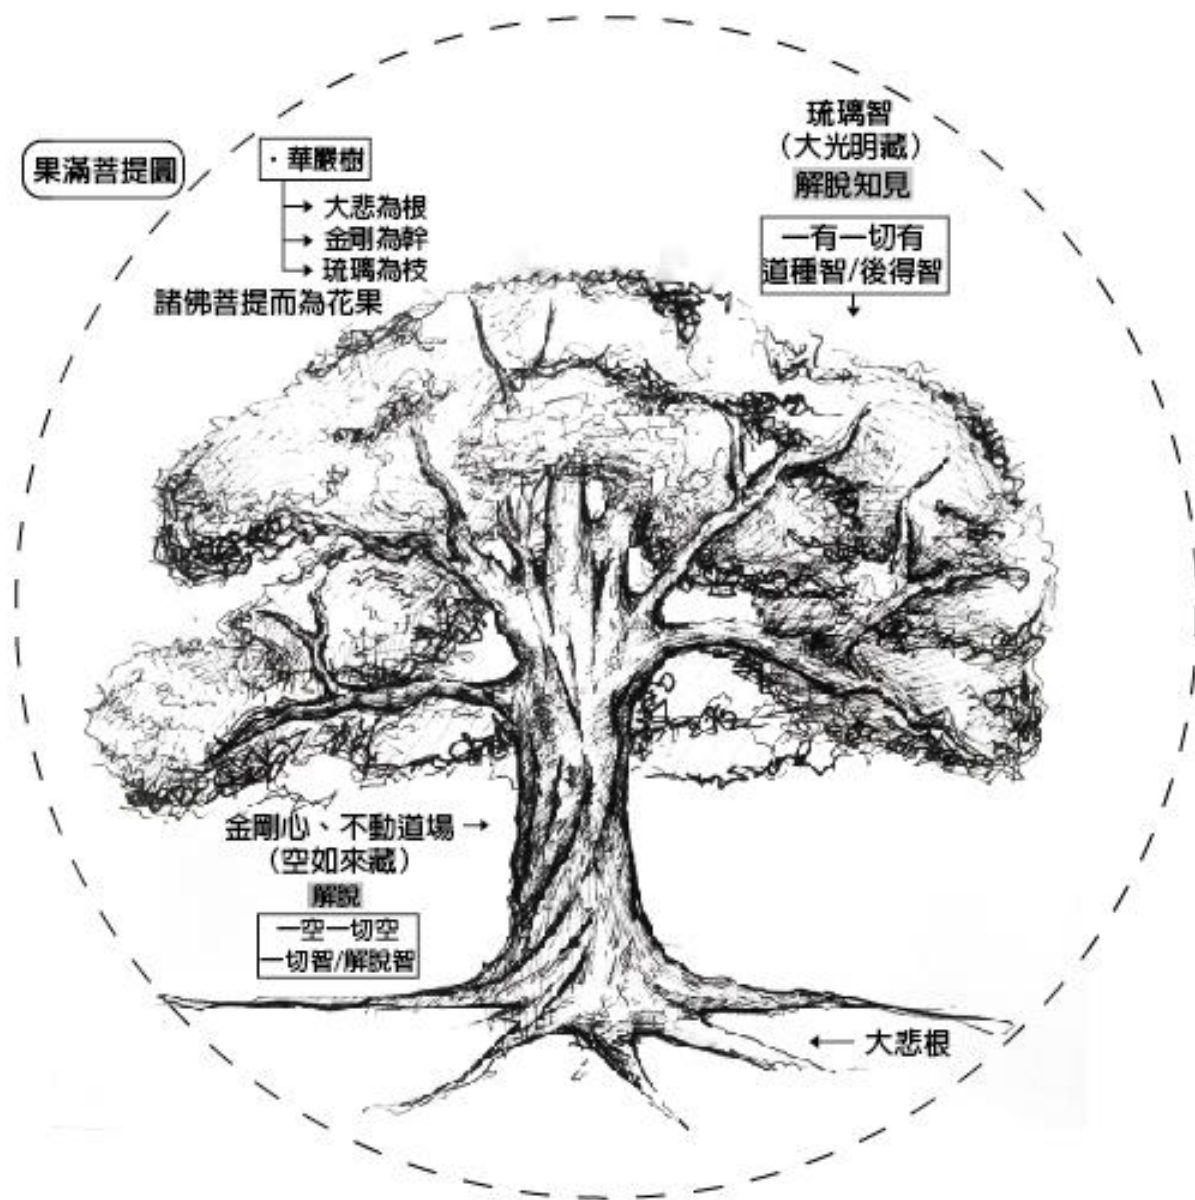 果滿菩提圓
・華嚴樹
大悲為根
金剛為幹
琉璃為枝
諸佛菩提而為花果
琉璃智
(大光明藏)
解脫知見
一有一切有
道種智/後得智
金剛心、不動道場
(空如來藏)
解脫
一空一切空
一切智/解脫智
大悲根